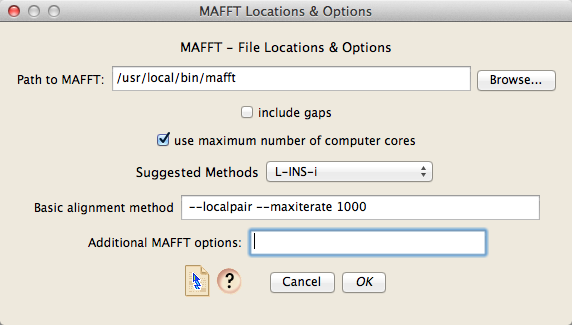 MAFFT Locations & Options
MAFFT – File Locations & Options
Path to MAFFT: /usr/local/bin/mafft Browse...
include gaps
use maximum number of computer cores
Suggested Methods L-INS-i
Basic alignment method --localpair --maxiterate 1000
Additional MAFFT options:
? Cancel OK